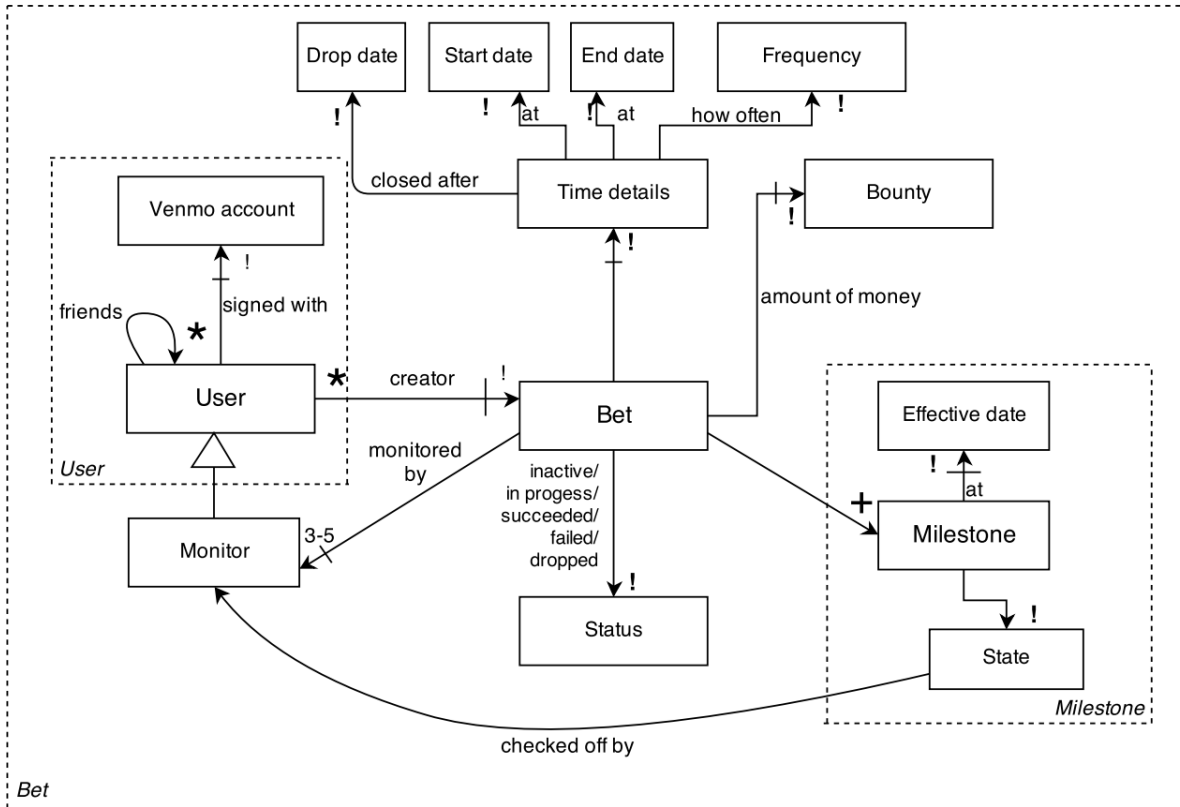 Drop date
Start date
End date
Frequency
!
!
at
!
at
how often
!
closed after
Time details
Venmo account
Bounty
!
!
!
friends
signed with
amount of money
*
*
creator
!
User
Bet
Effective date
User
monitored
by
inactive/
in progess/
succeeded/
failed/
dropped
!
at
+
3-5
Milestone
Monitor
!
!
Status
State
Milestone
checked off by
Bet